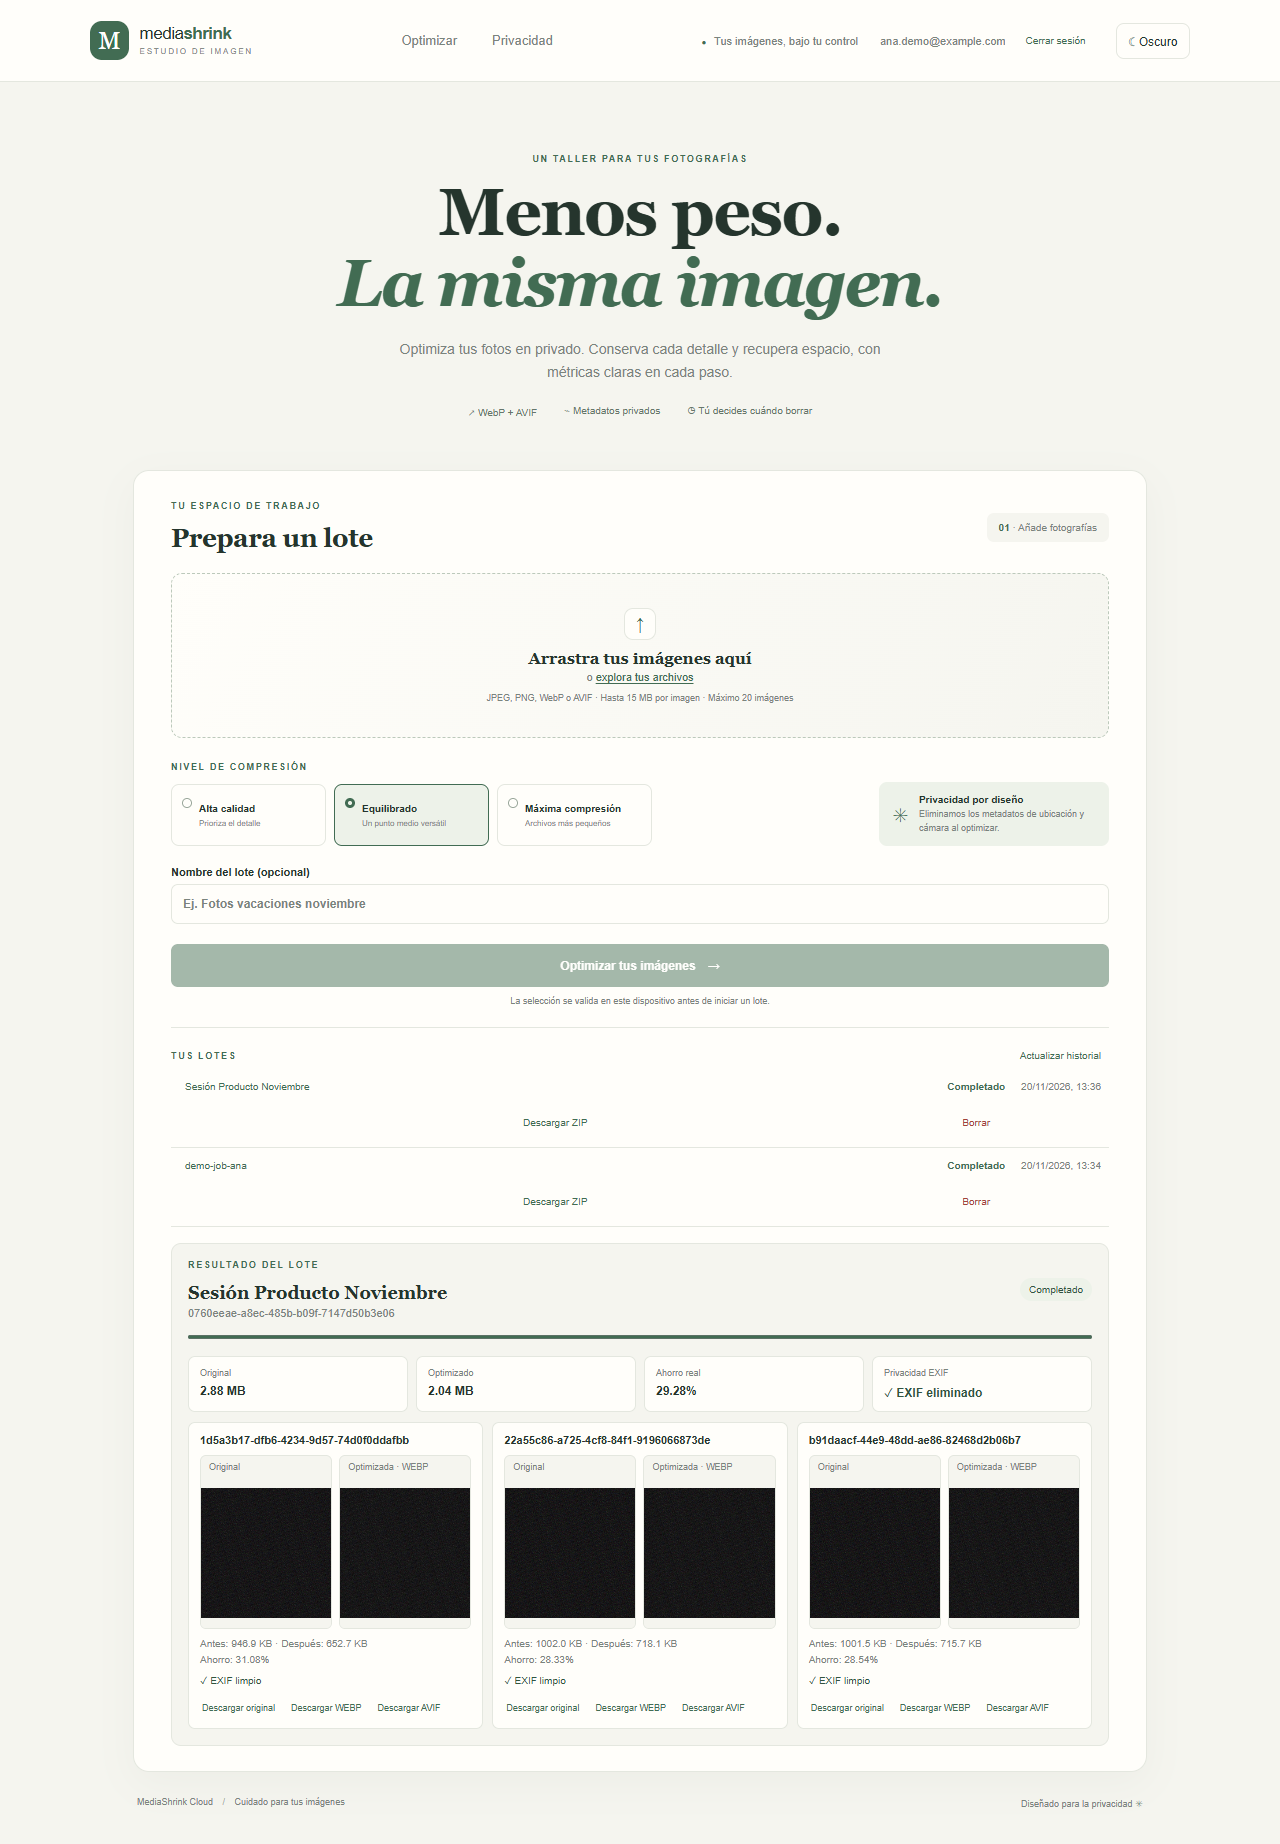 M
mediashrink
ESTUDIO DE IMAGEN
Optimizar
Privacidad
• Tus imágenes, bajo tu control
ana.demo@example.com
Cerrar sesión
☾ Oscuro
UN TALLER PARA TUS FOTOGRAFÍAS
Menos peso.
La misma imagen.
Optimiza tus fotos en privado. Conserva cada detalle y recupera espacio, con
métricas claras en cada paso.
↗ WebP + AVIF
~ Metadatos privados
◷ Tú decides cuándo borrar
TU ESPACIO DE TRABAJO
Prepara un lote
01 · Añade fotografías
↑
Arrastra tus imágenes aquí
o explora tus archivos
JPEG, PNG, WebP o AVIF · Hasta 15 MB por imagen · Máximo 20 imágenes
NIVEL DE COMPRESIÓN
Alta calidad
Prioriza el detalle
Equilibrado
Un punto medio versátil
Máxima compresión
Archivos más pequeños
✳
Privacidad por diseño
Eliminamos los metadatos de ubicación y
cámara al optimizar.
Nombre del lote (opcional)
Ej. Fotos vacaciones noviembre
Optimizar tus imágenes →
La selección se valida en este dispositivo antes de iniciar un lote.
TUS LOTES
Actualizar historial
Sesión Producto Noviembre
Completado
20/11/2026, 13:36
Descargar ZIP
Borrar
demo-job-ana
Completado
20/11/2026, 13:34
Descargar ZIP
Borrar
RESULTADO DEL LOTE
Sesión Producto Noviembre
0760eeae-a8ec-485b-b09f-7147d50b3e06
Completado
Original
2.88 MB
Optimizado
2.04 MB
Ahorro real
29.28%
Privacidad EXIF
✓ EXIF eliminado
1d5a3b17-dfb6-4234-9d57-74d0f0ddafbb
Original
Optimizada · WEBP
Antes: 946.9 KB · Después: 652.7 KB
Ahorro: 31.08%
✓ EXIF limpio
Descargar original
Descargar WEBP
Descargar AVIF
22a55c86-a725-4cf8-84f1-9196066873de
Original
Optimizada · WEBP
Antes: 1002.0 KB · Después: 718.1 KB
Ahorro: 28.33%
✓ EXIF limpio
Descargar original
Descargar WEBP
Descargar AVIF
b91daacf-44e9-48dd-ae86-82468d2b06b7
Original
Optimizada · WEBP
Antes: 1001.5 KB · Después: 715.7 KB
Ahorro: 28.54%
✓ EXIF limpio
Descargar original
Descargar WEBP
Descargar AVIF
MediaShrink Cloud / Cuidado para tus imágenes
Diseñado para la privacidad ✳